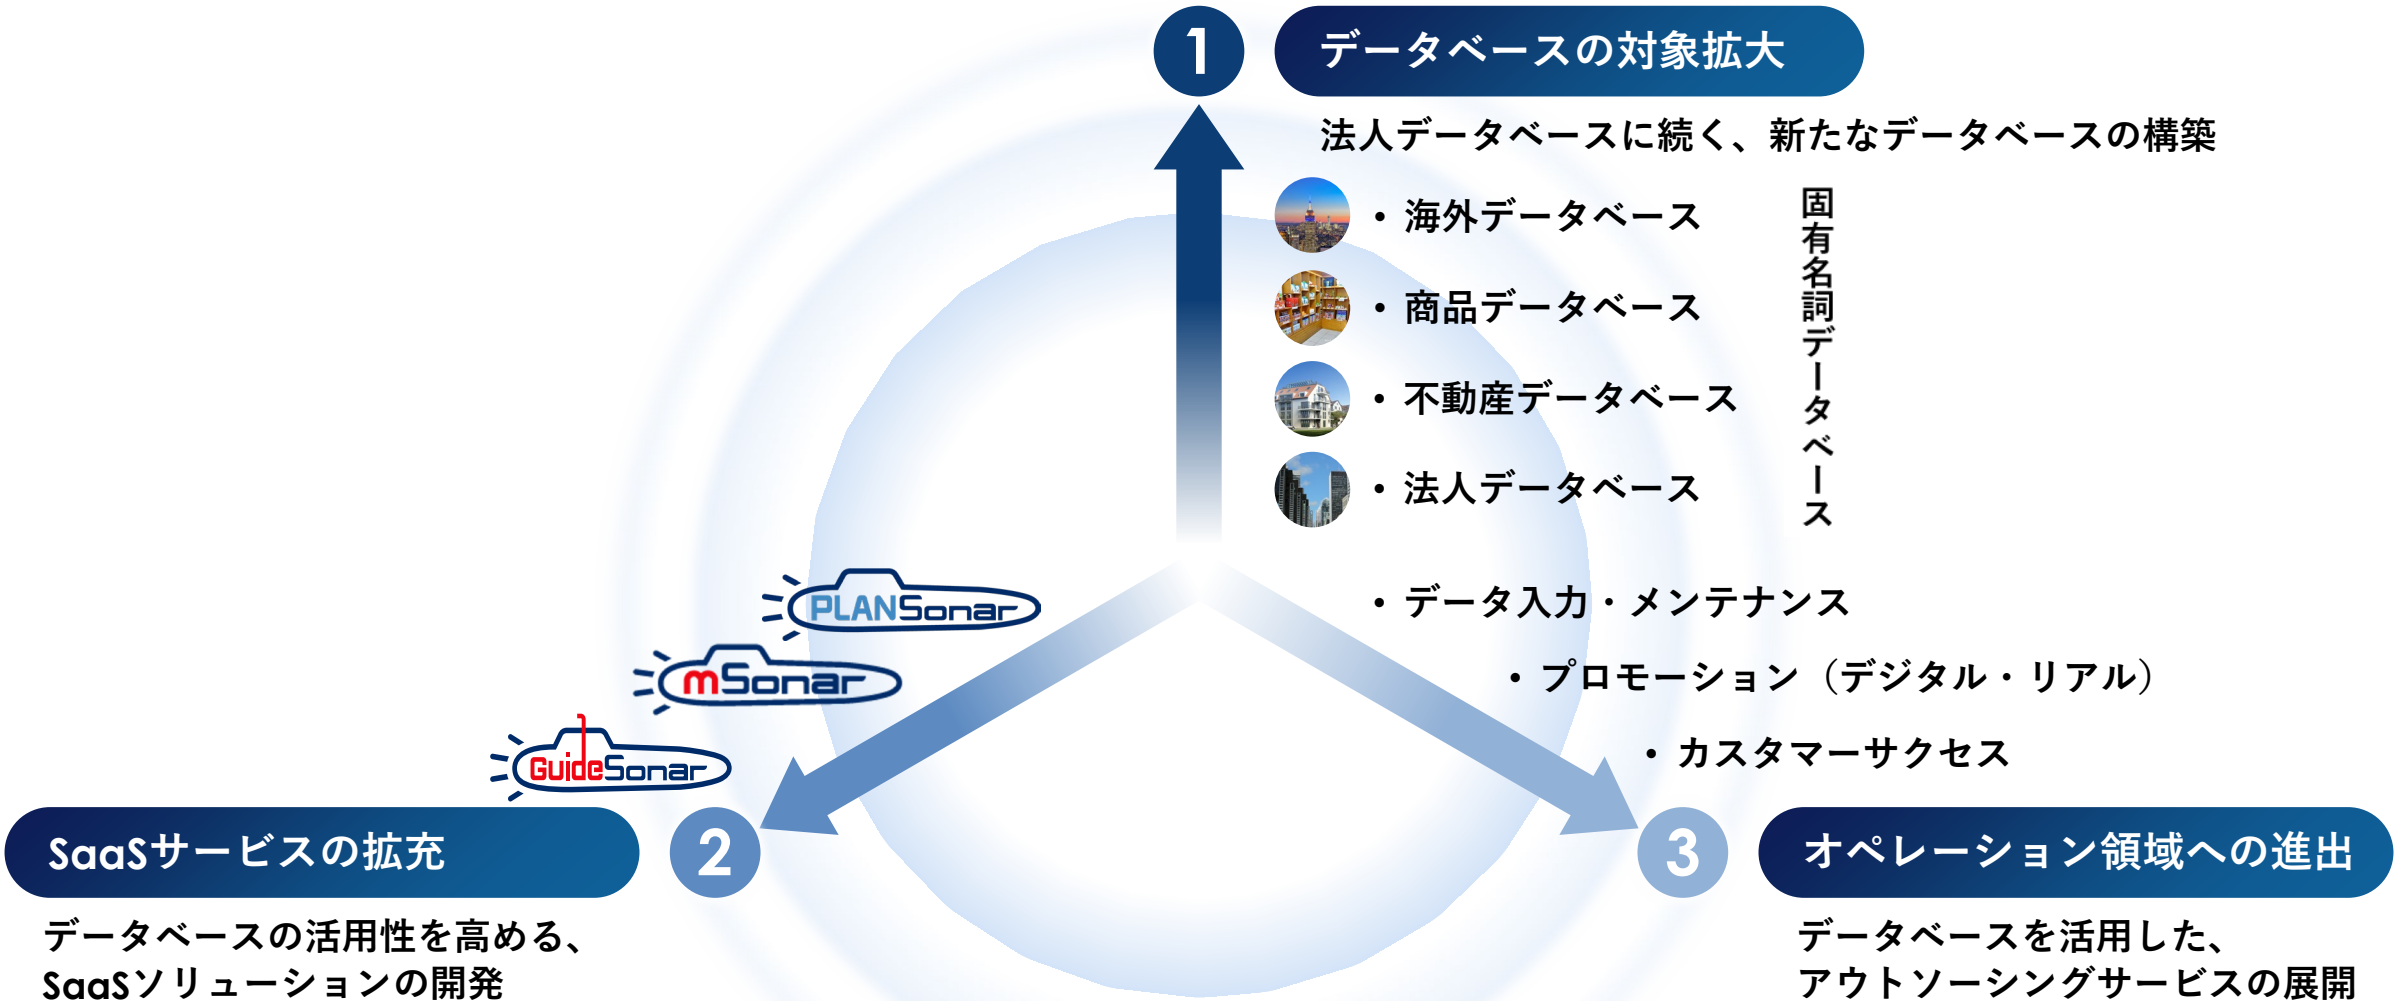 1
データベースの対象拡大
法人データベースに続く、新たなデータベースの構築
・海外データベース
・商品データベース
・不動産データベース
・法人データベース
固有名詞データベース
・データ入力・メンテナンス
・プロモーション（デジタル・リアル）
・カスタマーサクセス
PLANSonar
mSonar
GuideSonar
SaaSサービスの拡充
2
データベースの活用性を高める、
SaaSソリューションの開発
3
オペレーション領域への進出
データベースを活用した、
アウトソーシングサービスの展開